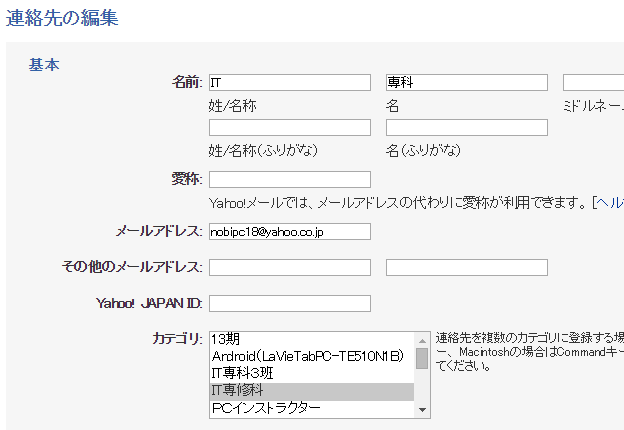 連絡先の編集
基本
名前: IT 専科
姓/名称 名 ミドルネー
姓/名称(ふりがな) 名(ふりがな)
愛称:
Yahoo!メールでは、メールアドレスの代わりに愛称が利用できます。[ヘル
メールアドレス: nobipc18@yahoo.co.jp
その他のメールアドレス:
Yahoo! JAPAN ID:
カテゴリ: 13期
Android(LaVieTabPC-TE510N1B)
IT専科3班
IT専修科
PCインストラクター
連絡先を複数のカテゴリに登録する場
ー、Macintoshの場合はCommandキー
てください。